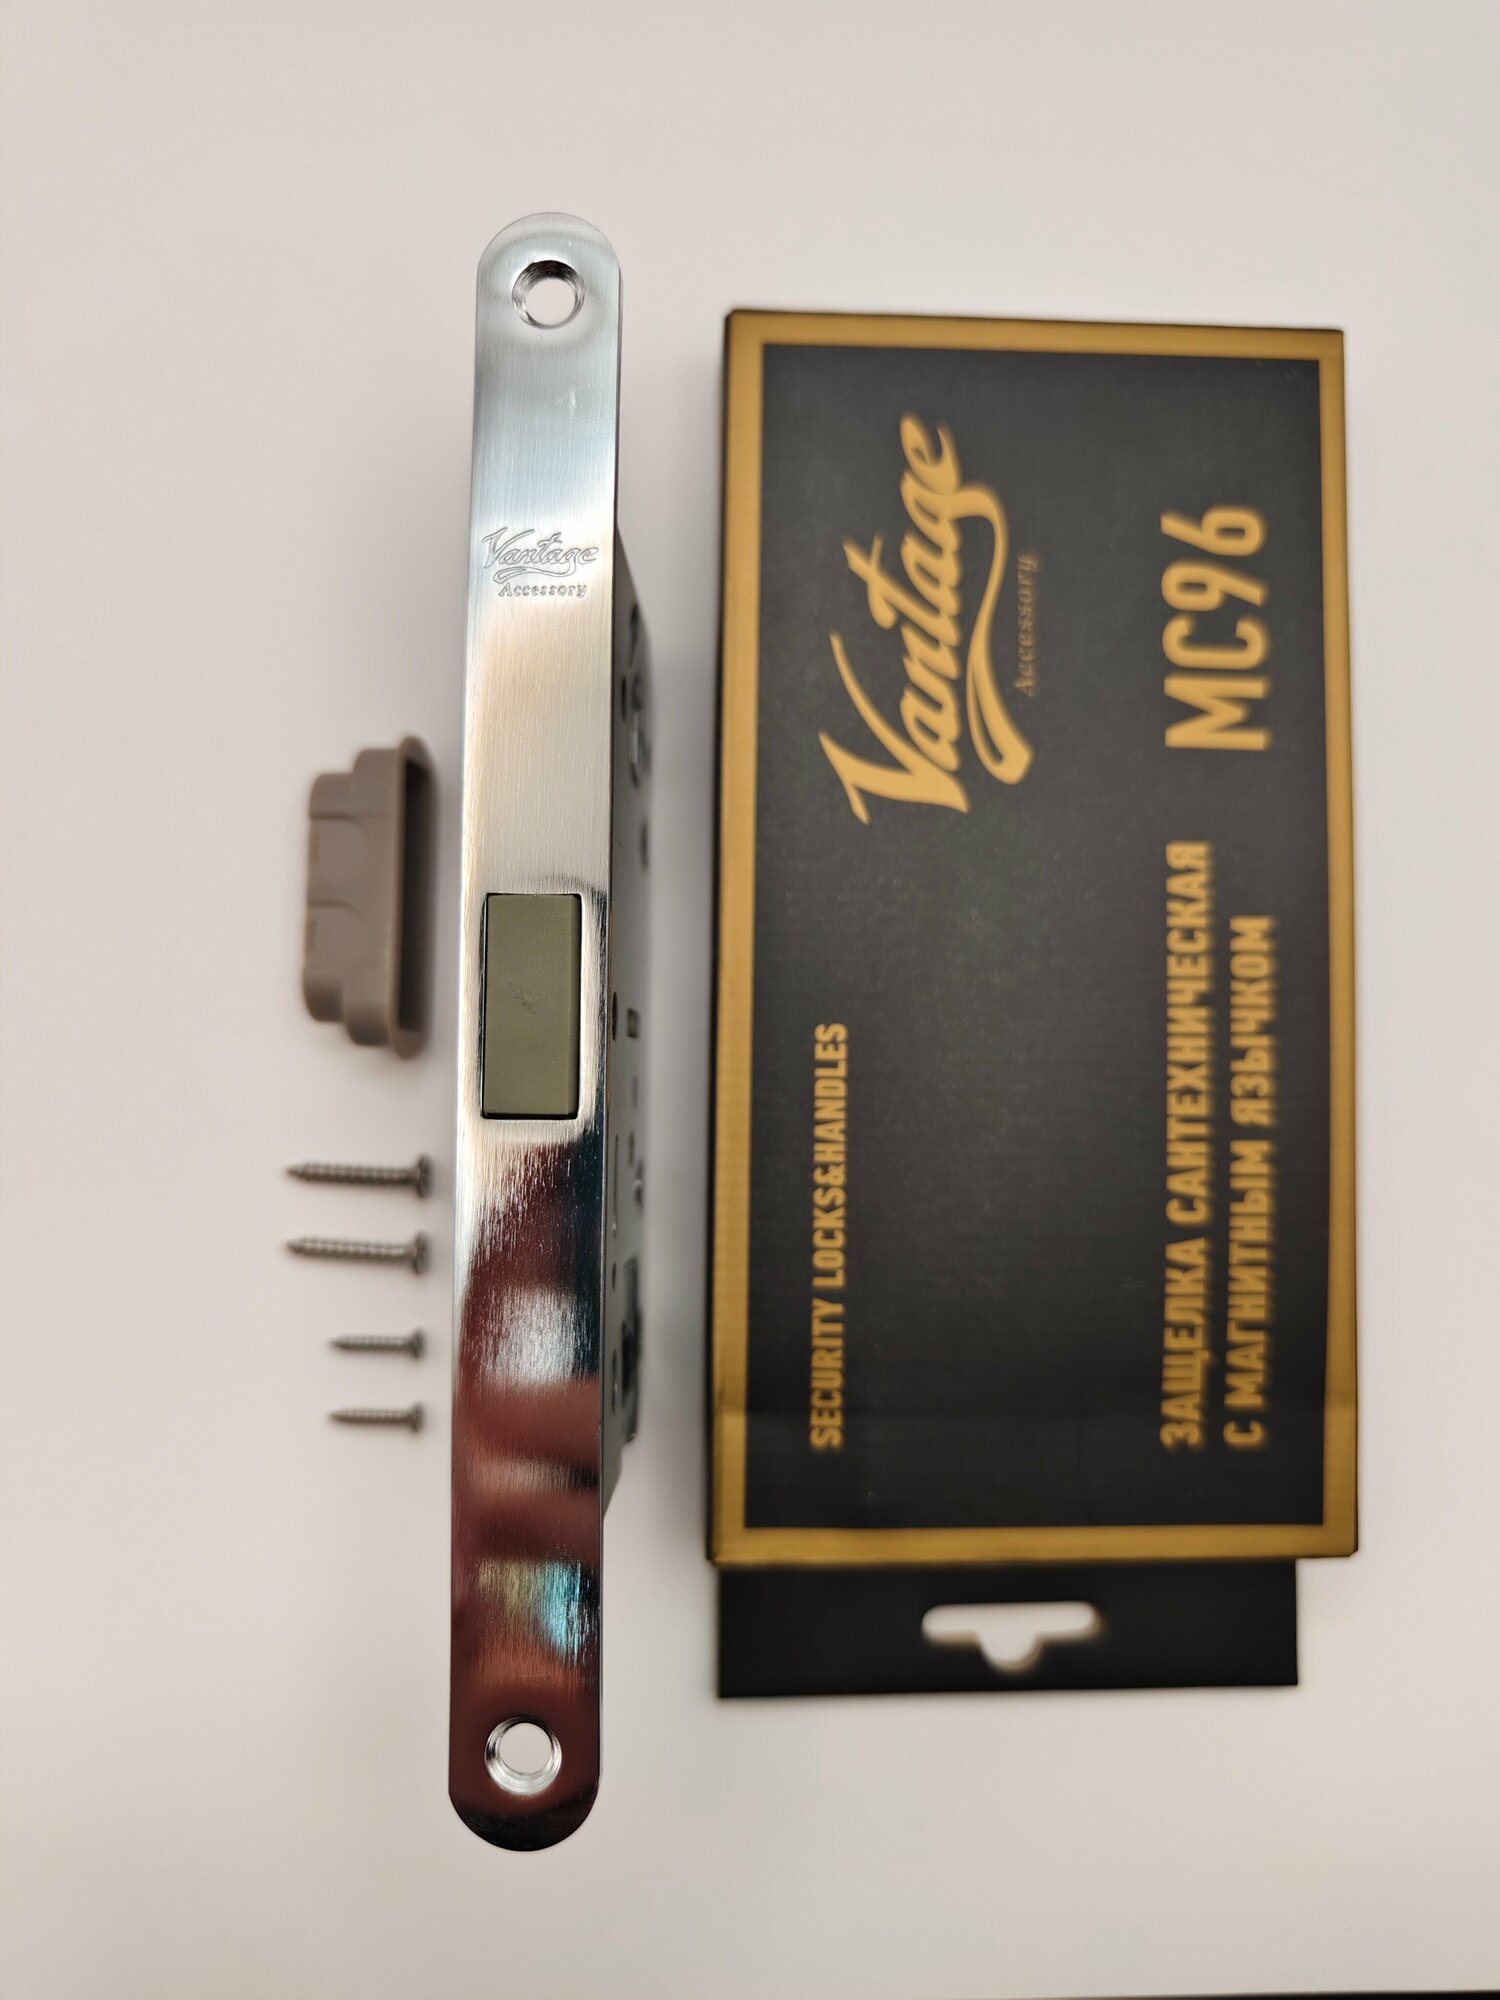 Vantage
Accessory
Vantage
Accessory
MC96
SECURITY LOCKS&HANDLES
ЗАЩЕЛКА САНТЕХНИЧЕСКАЯ
С МАГНИТНЫМ ЯЗЫЧКОМ